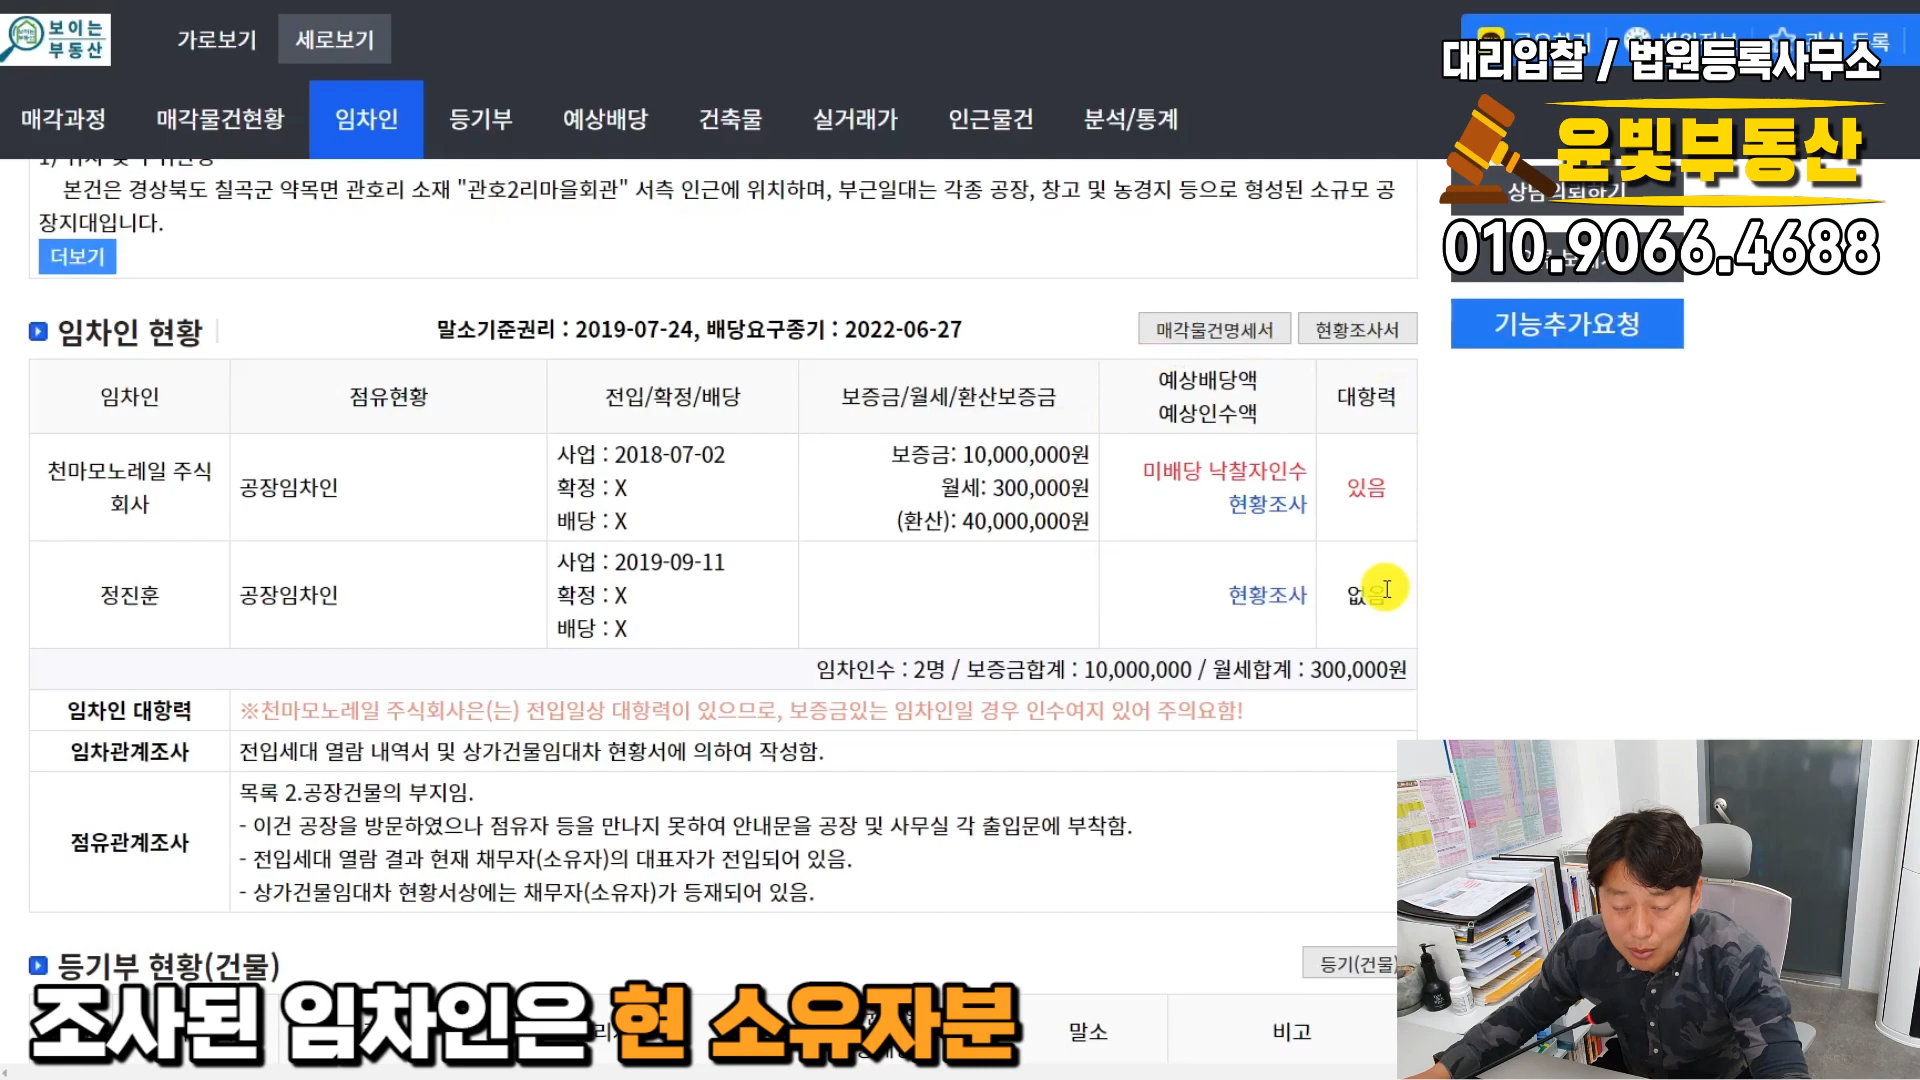 보이는
부동산
가로보기
세로보기
대리입찰 / 법원등록사무소
매각과정
매각물건현황
임차인
등기부
예상배당
건축물
실거래가
인근물건
분석/통계
윤빛부동산
본건은 경상북도 칠곡군 약목면 관호리 소재 "관호2리마을회관" 서측 인근에 위치하며, 부근일대는 각종 공장, 창고 및 농경지 등으로 형성된 소규모 공
장지대입니다.
더보기
010.9066.4688
기능추가요청
임차인 현황
말소기준권리 : 2019-07-24, 배당요구종기 : 2022-06-27
매각물건명세서
현황조사서
임차인
점유현황
전입/확정/배당
보증금/월세/환산보증금
예상배당액
예상인수액
대항력
천마모노레일 주식
회사
공장임차인
사업 : 2018-07-02
확정 : X
배당 : X
보증금: 10,000,000원
월세: 300,000원
(환산): 40,000,000원
미배당 낙찰자인수
현황조사
있음
정진훈
공장임차인
사업 : 2019-09-11
확정 : X
배당 : X
현황조사
없음
임차인수 : 2명 / 보증금합계 : 10,000,000 / 월세합계 : 300,000원
임차인 대항력
※천마모노레일 주식회사은(는) 전입일상 대항력이 있으므로, 보증금있는 임차인일 경우 인수여지 있어 주의요함!
임차관계조사
전입세대 열람 내역서 및 상가건물임대차 현황서에 의하여 작성함.
점유관계조사
목록 2.공장건물의 부지임.
- 이건 공장을 방문하였으나 점유자 등을 만나지 못하여 안내문을 공장 및 사무실 각 출입문에 부착함.
- 전입세대 열람 결과 현재 채무자(소유자)의 대표자가 전입되어 있음.
- 상가건물임대차 현황서상에는 채무자(소유자)가 등재되어 있음.
등기부 현황(건물)
등기(건물)
조사된 임차인은 현 소유자분
말소
비고